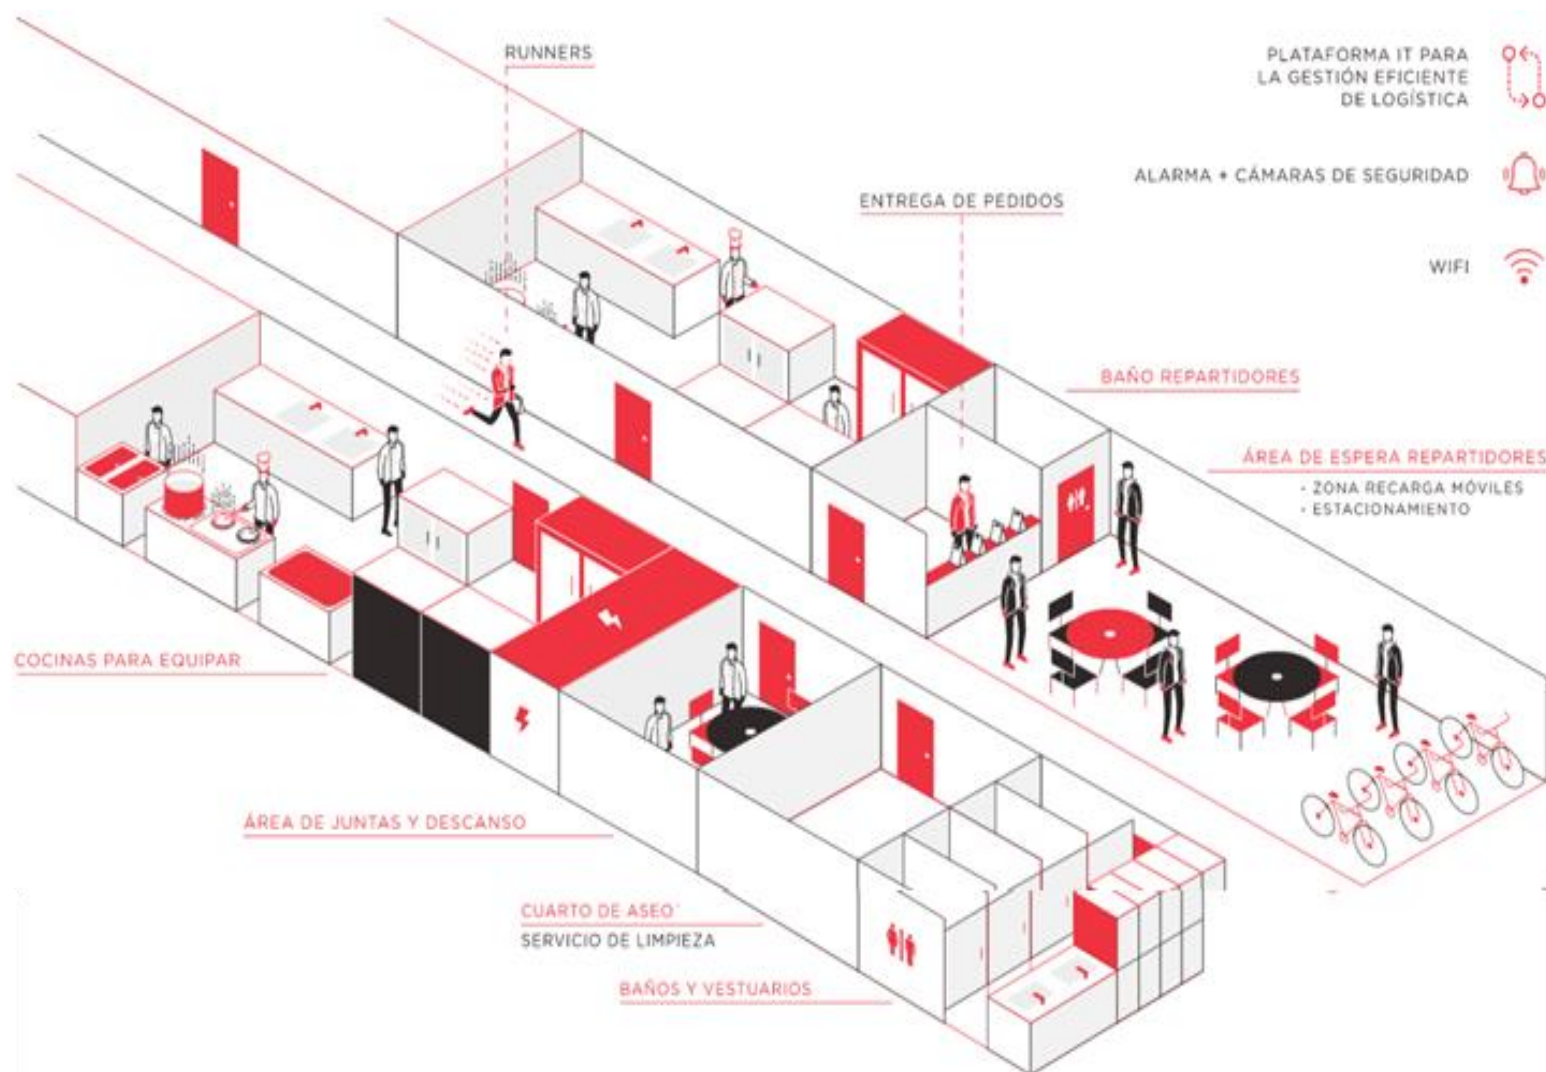 RUNNERS
PLATAFORMA IT PARA
LA GESTIÓN EFICIENTE
DE LOGÍSTICA
ALARMA + CÁMARAS DE SEGURIDAD
ENTREGA DE PEDIDOS
WIFI
BAÑO REPARTIDORES
ÁREA DE ESPERA REPARTIDORES
- ZONA RECARGA MÓVILES
- ESTACIONAMIENTO
COCINAS PARA EQUIPAR
ÁREA DE JUNTAS Y DESCANSO
CUARTO DE ASEO
SERVICIO DE LIMPIEZA
BAÑOS Y VESTUARIOS